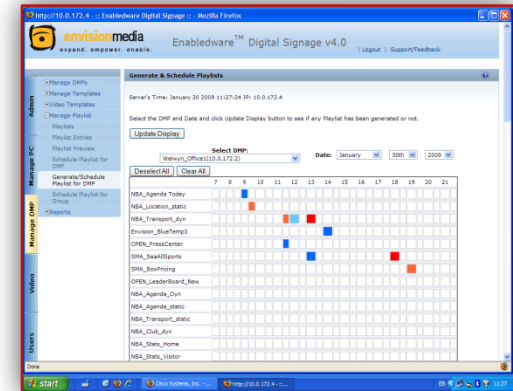 http://10.0.172.4 - :: Enabledware Digital Signage :: - Mozilla Firefox
envisionmedia
expand. empower. enable.
Enabledware™ Digital Signage v4.0
| Logout | Support/Feedback
Generate & Schedule Playlists
Server's Time: January 30 2009 11:27:24 IP: 10.0.172.4
Select the DMP and Date and click Update Display button to see if any Playlist has been generated or not.
Update Display
Select DMP:
Welwyn_Office1(10.0.172.2)
Date: January 30th 2009
Deselect All Clear All
7 8 9 10 11 12 13 14 15 16 17 18 19 20 21
NBA_Agenda Today
NBA_Location_static
NBA_Transport_dyn
Envision_BlueTemp3
OPEN_PressCenter
SMA_SeaAllSports
SMA_BoxPricing
OPEN_LeaderBoard_New
NBA_Agenda_Dyn
NBA_Agenda_static
NBA_Transport_static
NBA_Club_dyn
NBA_Stats_Home
NBA_Stats_Visitor
Admin
Manage PC
Manage DMP
Video
Users
Manage DMPs
Manage Templates
Video Templates
Manage Playlist
Playlists
Playlist Entries
Playlist Preview
Schedule Playlist for
DMP
Generate/Schedule
Playlist for DMP
Schedule Playlist for
Group
Reports
Done
start
Cisco Systems, Inc. -...
http://10.0.172.4 - ::...
EN
11:27